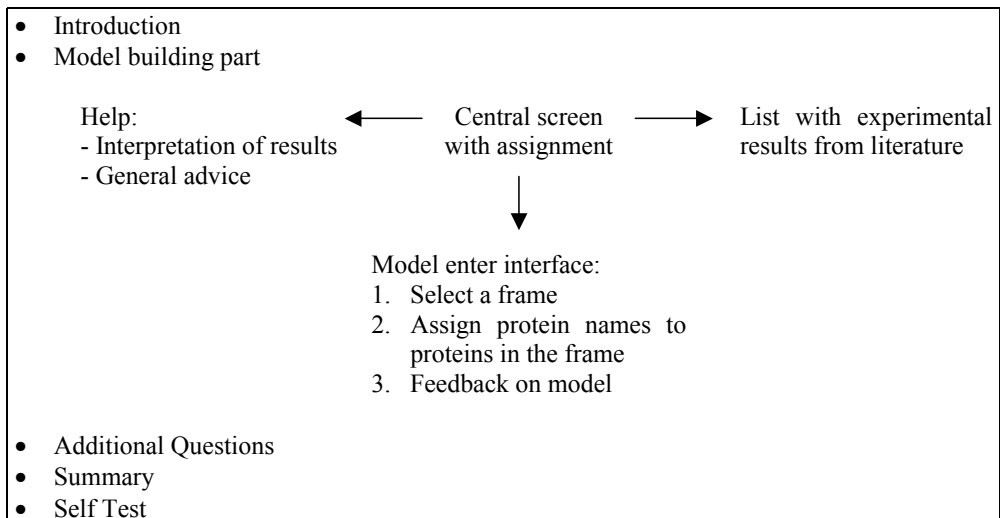 • Introduction
• Model building part
Help:
- Interpretation of results
- General advice
Central screen
with assignment
List with experimental
results from literature
Model enter interface:
1. Select a frame
2. Assign protein names to
proteins in the frame
3. Feedback on model
• Additional Questions
• Summary
• Self Test